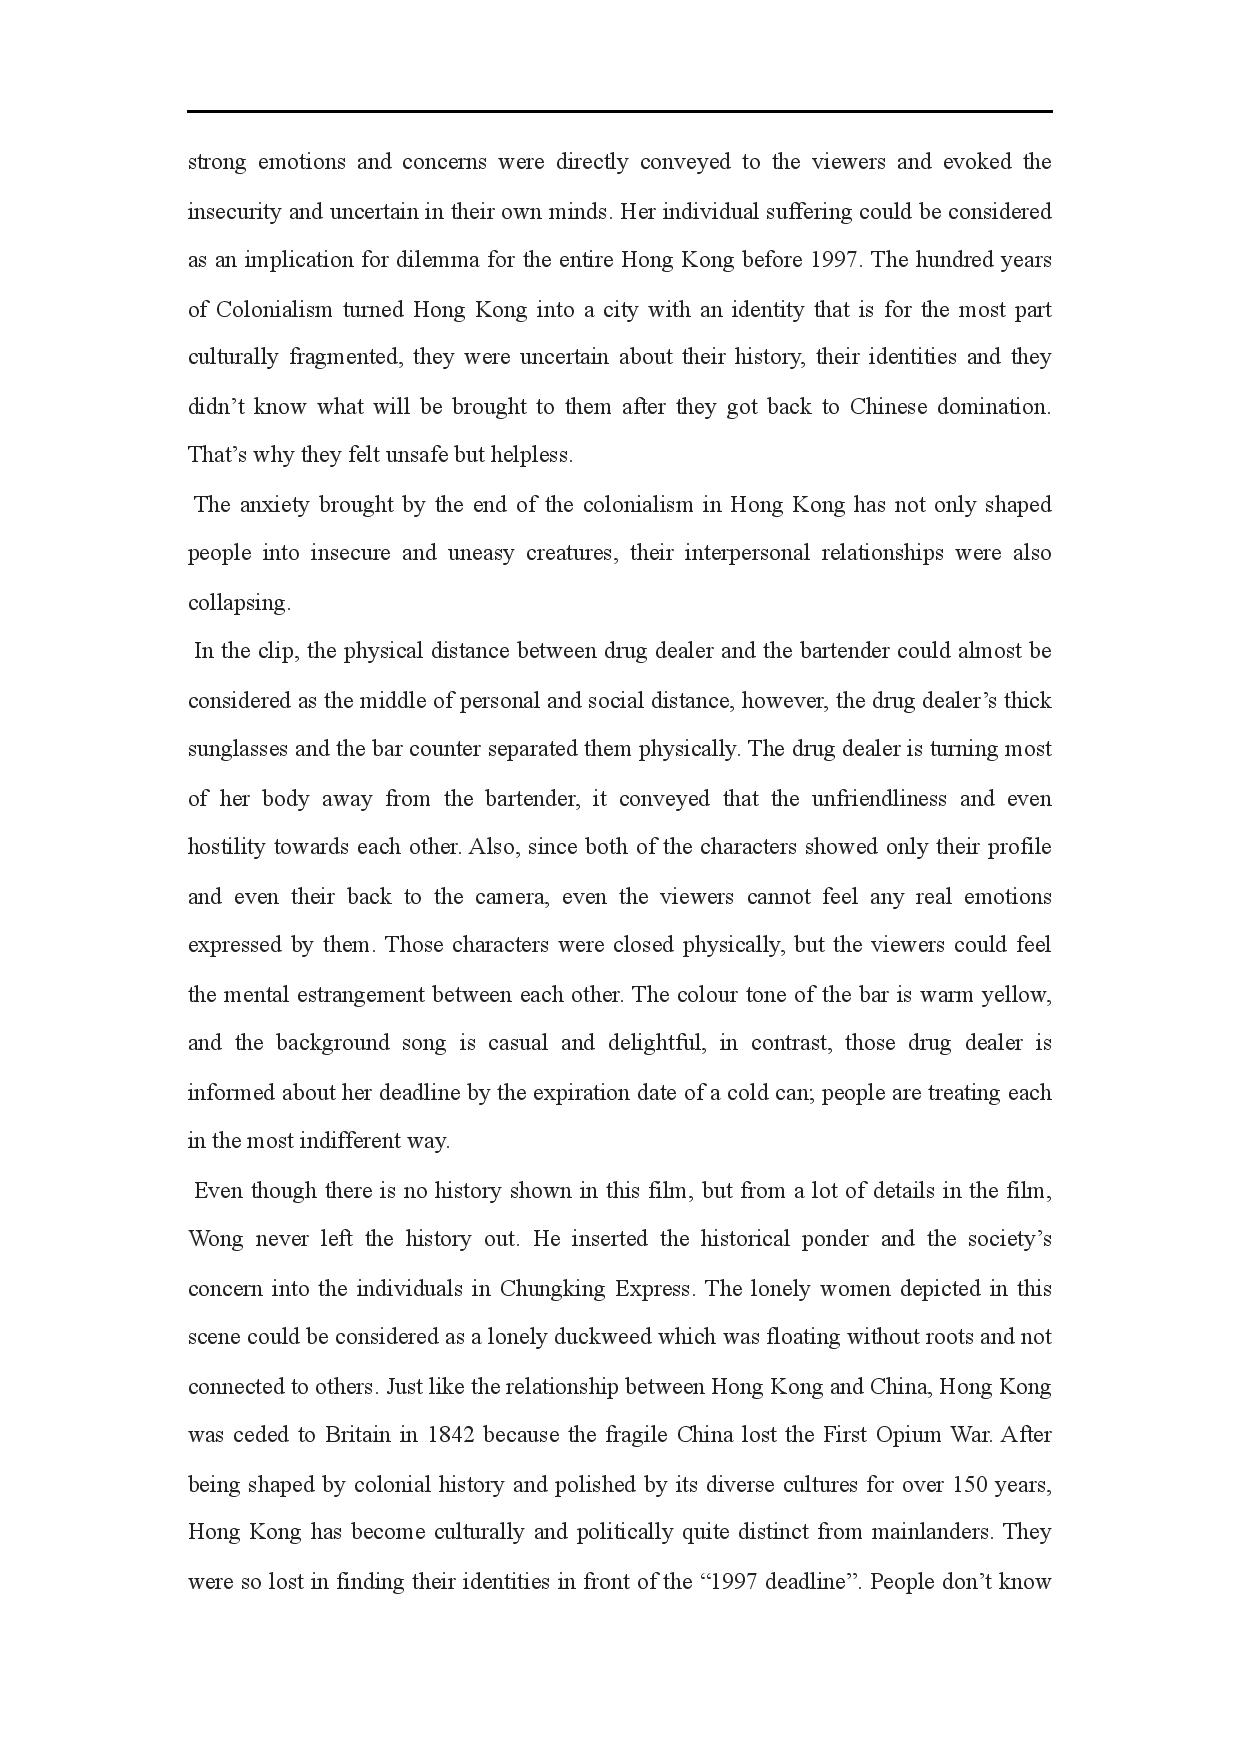 strong emotions and concerns were directly conveyed to the viewers and evoked the
insecurity and uncertain in their own minds. Her individual suffering could be considered
as an implication for dilemma for the entire Hong Kong before 1997. The hundred years
of Colonialism turned Hong Kong into a city with an identity that is for the most part
culturally fragmented, they were uncertain about their history, their identities and they
didn’t know what will be brought to them after they got back to Chinese domination.
That’s why they felt unsafe but helpless.
The anxiety brought by the end of the colonialism in Hong Kong has not only shaped
people into insecure and uneasy creatures, their interpersonal relationships were also
collapsing.
In the clip, the physical distance between drug dealer and the bartender could almost be
considered as the middle of personal and social distance, however, the drug dealer’s thick
sunglasses and the bar counter separated them physically. The drug dealer is turning most
of her body away from the bartender, it conveyed that the unfriendliness and even
hostility towards each other. Also, since both of the characters showed only their profile
and even their back to the camera, even the viewers cannot feel any real emotions
expressed by them. Those characters were closed physically, but the viewers could feel
the mental estrangement between each other. The colour tone of the bar is warm yellow,
and the background song is casual and delightful, in contrast, those drug dealer is
informed about her deadline by the expiration date of a cold can; people are treating each
in the most indifferent way.
Even though there is no history shown in this film, but from a lot of details in the film,
Wong never left the history out. He inserted the historical ponder and the society’s
concern into the individuals in Chungking Express. The lonely women depicted in this
scene could be considered as a lonely duckweed which was floating without roots and not
connected to others. Just like the relationship between Hong Kong and China, Hong Kong
was ceded to Britain in 1842 because the fragile China lost the First Opium War. After
being shaped by colonial history and polished by its diverse cultures for over 150 years,
Hong Kong has become culturally and politically quite distinct from mainlanders. They
were so lost in finding their identities in front of the “1997 deadline”. People don’t know